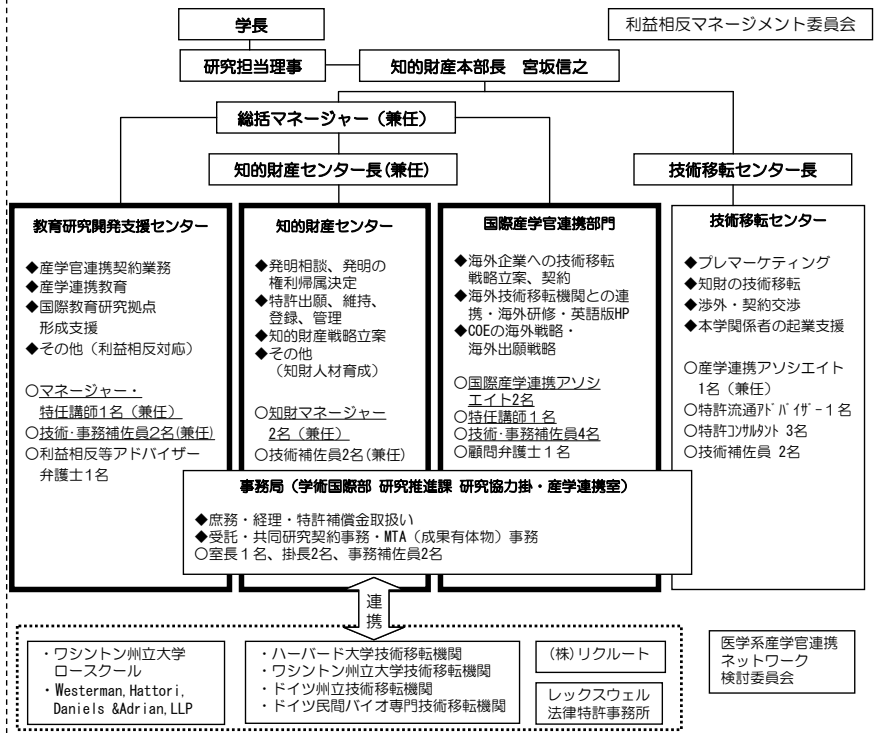 学長
利益相反マネージメント委員会
研究担当理事
知的財産本部長　宮坂信之
総括マネージャー（兼任）
知的財産センター長(兼任)
技術移転センター長
教育研究開発支援センター
◆産学官連携契約業務
◆産学連携教育
◆国際教育研究拠点
形成支援
◆その他（利益相反対応）
○マネージャー・
特任講師1名（兼任）
○技術・事務補佐員2名(兼任)
○利益相反等アドバイザー
弁護士1名
知的財産センター
◆発明相談、発明の
権利帰属決定
◆特許出願、維持、
登録、管理
◆知的財産戦略立案
◆その他
（知財人材育成）
○知財マネージャー
2名（兼任）
○技術補佐員2名(兼任)
国際産学官連携部門
◆海外企業への技術移転
戦略立案、契約
◆海外技術移転機関との連
携・海外研修・英語版HP
◆COEの海外戦略・
海外出願戦略
○国際産学連携アソシ
エイト2名
○特任講師1名
○技術・事務補佐員4名
○顧問弁護士1名
技術移転センター
◆プレマーケティング
◆知財の技術移転
◆渉外・契約交渉
◆本学関係者の起業支援
○産学連携アソシエイト
1名（兼任）
○特許流通ｱﾄﾞﾊﾞｲｻﾞｰ1名
○特許ｺﾝｻﾙﾀﾝﾄ 3名
○技術補佐員 2名
事務局（学術国際部 研究推進課 研究協力掛・産学連携室）
◆庶務・経理・特許補償金取扱い
◆受託・共同研究契約事務・MTA（成果有体物）事務
○室長1名、掛長2名、事務補佐員2名
連
携
・ワシントン州立大学
ロースクール
・Westerman,Hattori,
Daniels &Adrian,LLP
・ハーバード大学技術移転機関
・ワシントン州立大学技術移転機関
・ドイツ州立技術移転機関
・ドイツ民間バイオ専門技術移転機関
(株)リクルート
レックスウェル
法律特許事務所
医学系産学官連携
ネットワーク
検討委員会